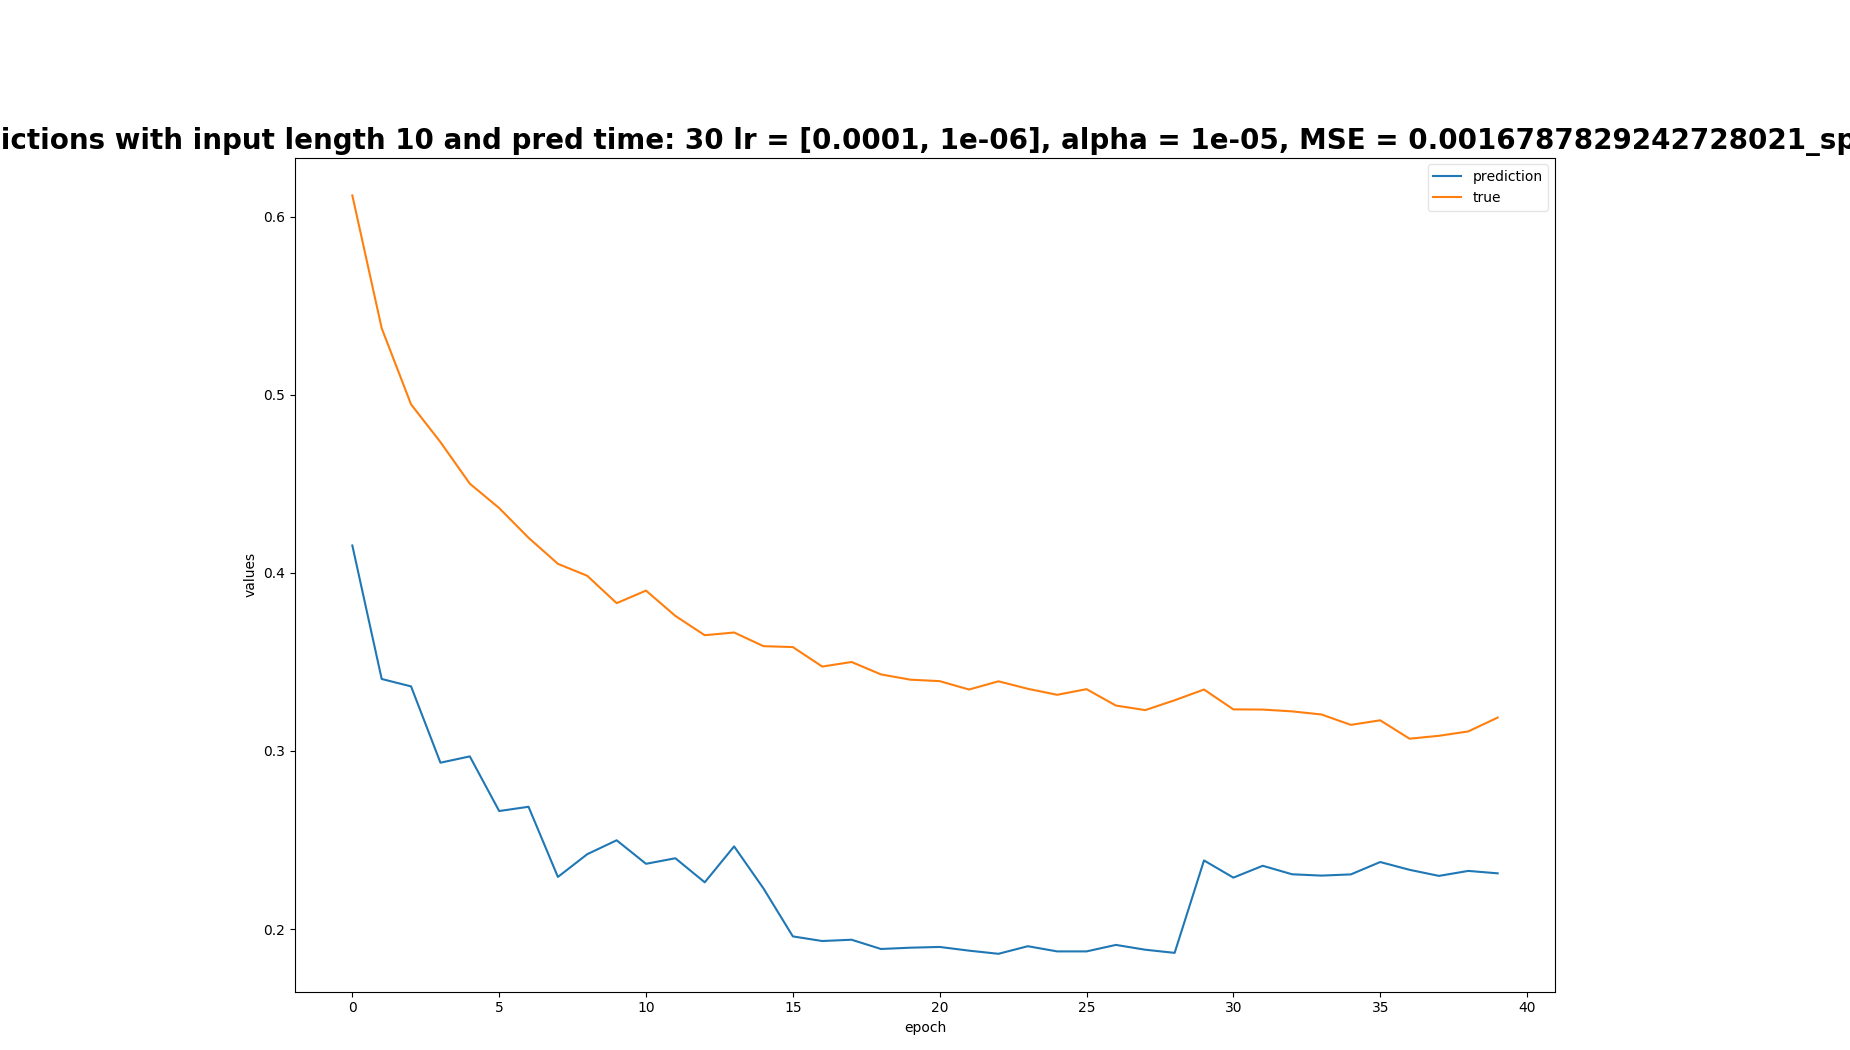 ictions with input length 10 and pred time: 30 lr = [0.0001, 1e-06], alpha = 1e-05, MSE = 0.0016787829242728021_sp
prediction
true
0.6
0.5
0.4
0.3
0.2
values
0 5 10 15 20 25 30 35 40
epoch